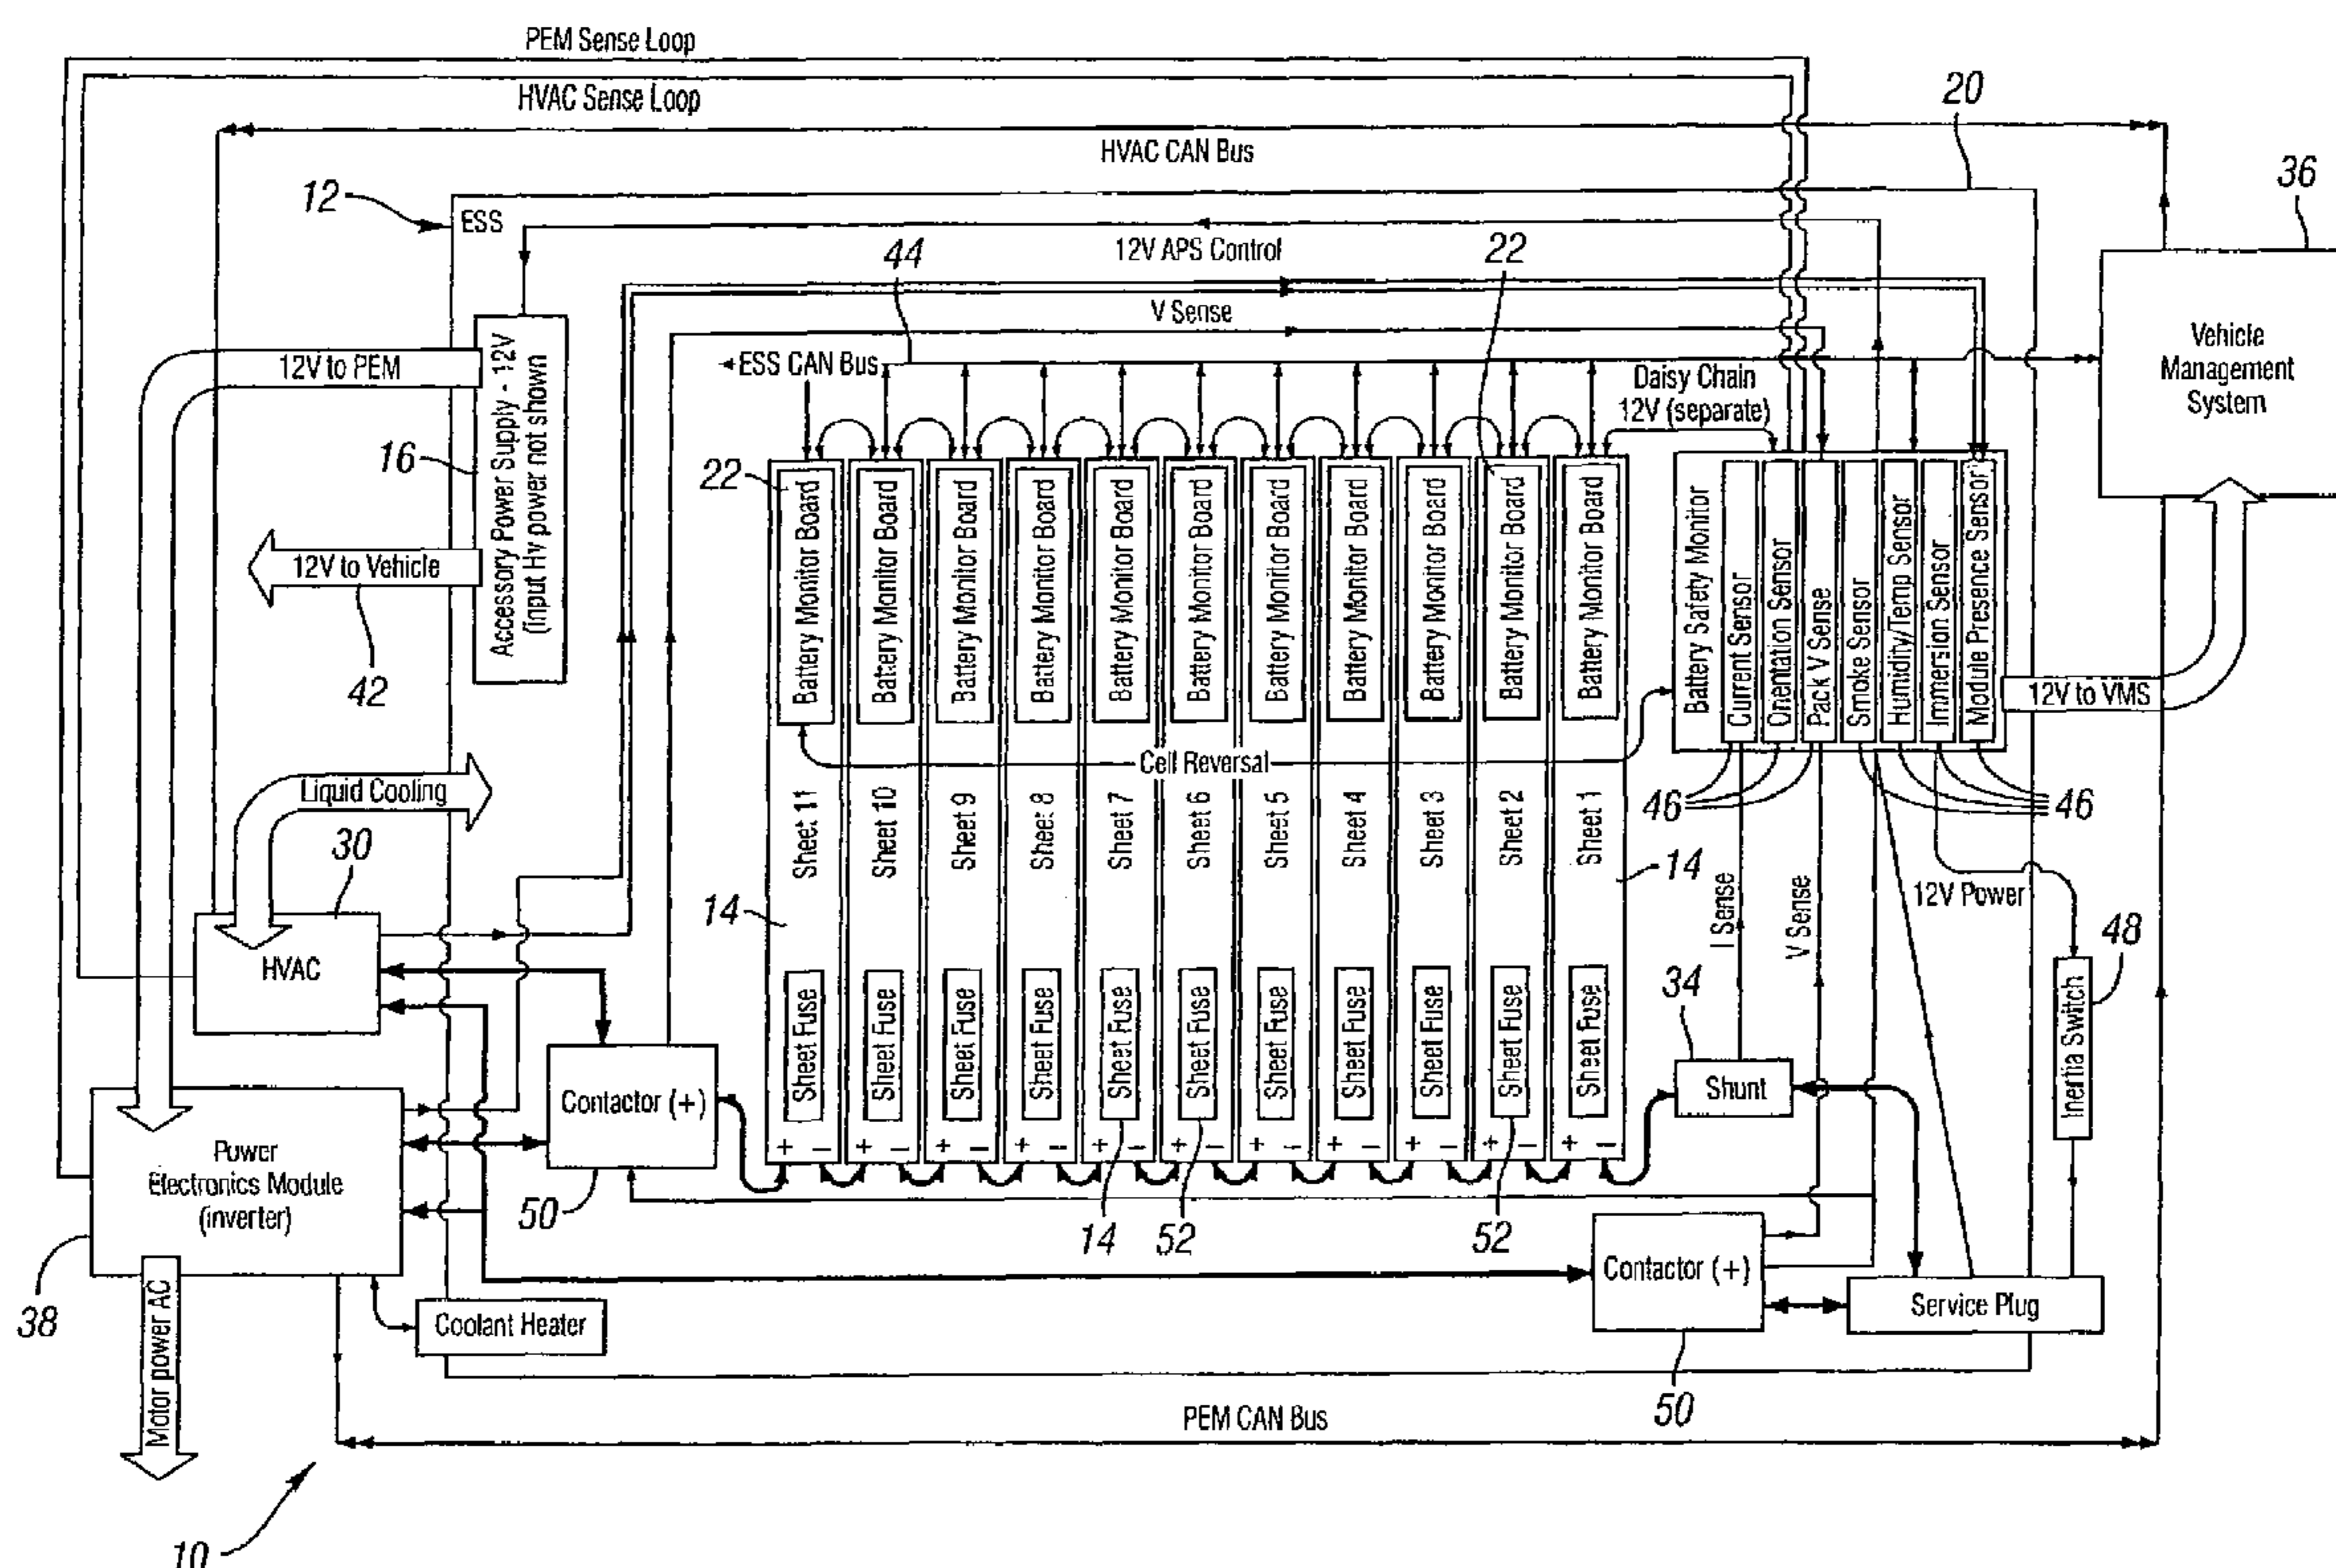 PEM Sense Loop
HVAC Sense Loop
HVAC CAN Bus
20
36
12
ESS
12V APS Control
44
22
V Sense
ESS CAN Bus
Daisy Chain
12V (separate)
Vehicle
Management
System
12V to PEM
16
Accessory Power Supply - 12V
(input Hv power not shown
12V to Vehicle
42
22
Battery Monitor Board
Battery Monitor Board
Battery Monitor Board
Battery Monitor Board
Battery Monitor Board
Battery Monitor Board
Battery Monitor Board
Battery Monitor Board
Battery Monitor Board
Battery Monitor Board
Battery Monitor Board
Battery Safety Monitor
Current Sensor
Orientation Sensor
Pack V Sense
Smoke Sensor
Humidity/Temp Sensor
Immersion Sensor
Module Presence Sensor
12V to VMS
Cell Reversal
Liquid Cooling
46
46
30
Sheet 11
Sheet 10
Sheet 9
Sheet 8
Sheet 7
Sheet 6
Sheet 5
Sheet 4
Sheet 3
Sheet 2
Sheet 1
14
14
12V Power
I Sense
V Sense
HVAC
48
34
Inertia Switch
Shunt
Contactor (+)
Sheet Fuse
Sheet Fuse
Sheet Fuse
Sheet Fuse
Sheet Fuse
Sheet Fuse
Sheet Fuse
Sheet Fuse
Sheet Fuse
Sheet Fuse
Sheet Fuse
+ −
+ −
+ −
+ −
+ −
+ −
+ −
+ −
+ −
+ −
+ −
Power
Electronics Module
(inverter)
50
14
52
52
38
Contactor (+)
Service Plug
Coolant Heater
Motor power AC
50
PEM CAN Bus
10